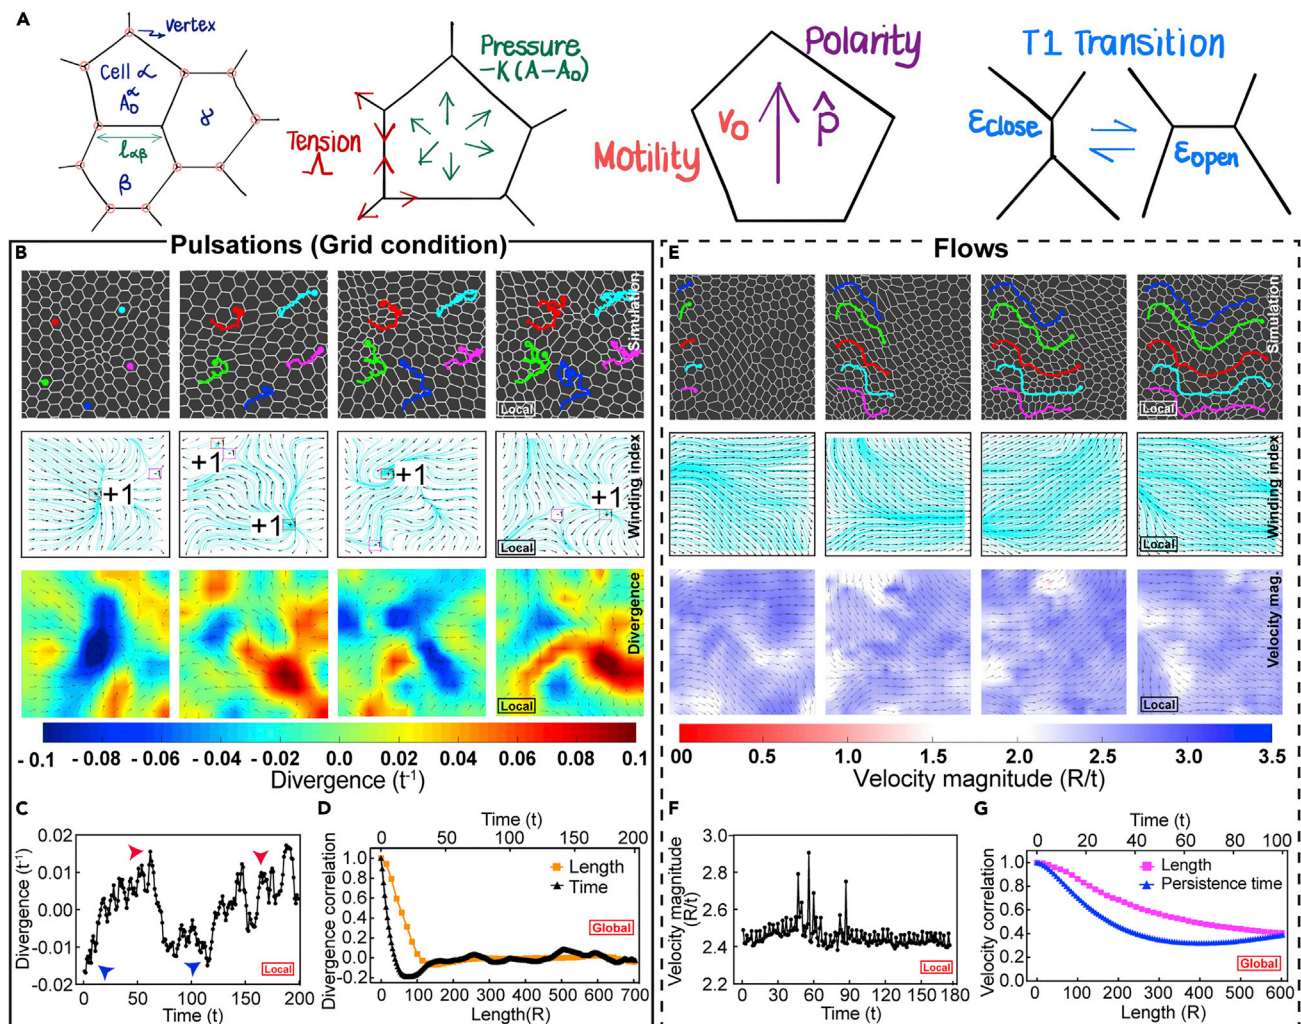 A
vertex
Cell α
A₀^α
γ
l_αβ
β
Pressure
-K(A-A₀)
Tension
Λ
Polarity
v₀
p̂
Motility
T1 Transition
Ɛclose
Ɛopen
B
Pulsations (Grid condition)
Simulation
Local
+1
-1
+1
-1
+1
+1
-1
+1
-1
Winding index
Local
Divergence
Local
- 0.1 - 0.08 - 0.06 - 0.04 - 0.02 0.0 0.02 0.04 0.06 0.08 0.1
Divergence (t⁻¹)
C
Divergence (t⁻¹)
0.02
0.01
0.00
-0.01
-0.02
0 50 100 150 200
Time (t)
Local
D
Time (t)
0 50 100 150 200
Divergence correlation
1.0
0.8
0.6
0.4
0.2
0.0
-0.2
Length
Time
Global
0 100 200 300 400 500 600 700
Length(R)
E
Flows
Simulation
Local
Winding index
Local
Velocity mag.
Local
00 0.5 1.0 1.5 2.0 2.5 3.0 3.5
Velocity magnitude (R/t)
F
Velocity magnitude
(R/t)
3.0
2.8
2.6
2.4
2.2
0 30 60 90 120 150 180
Time (t)
Local
G
Time (t)
0 20 40 60 80 100
Velocity correlation
1.0
0.8
0.6
0.4
0.2
0.0
Length
Persistence time
Global
100 200 300 400 500 600
Length (R)